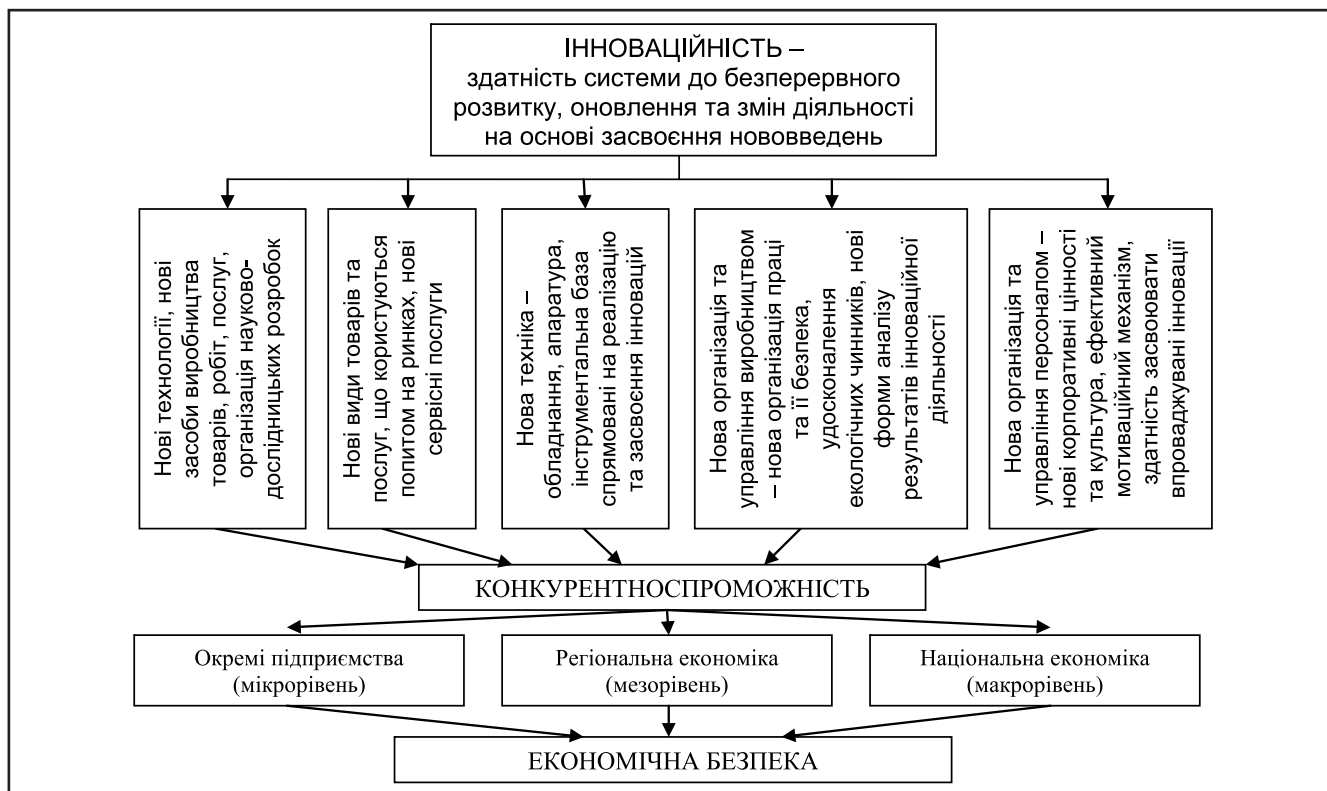 ІННОВАЦІЙНІСТЬ –
здатність системи до безперервного
розвитку, оновлення та змін діяльності
на основі засвоєння нововведень
Нові технології, нові
засоби виробництва
товарів, робіт, послуг,
організація науково-
дослідницьких розробок
Нові види товарів та
послуг, що користуються
попитом на ринках, нові
сервісні послуги
Нова техніка –
обладнання, апаратура,
інструментальна база
спрямовані на реалізацію
та засвоєння інновацій
Нова організація та
управління виробництвом
– нова організація праці
та її безпека,
удосконалення
екологічних чинників, нові
форми аналізу
результатів інноваційної
діяльності
Нова організація та
управління персоналом –
нові корпоративні цінності
та культура, ефективний
мотиваційний механізм,
здатність засвоювати
впроваджувані інновації
КОНКУРЕНТНОСПРОМОЖНІСТЬ
Окремі підприємства
(мікрорівень)
Регіональна економіка
(мезорівень)
Національна економіка
(макрорівень)
ЕКОНОМІЧНА БЕЗПЕКА